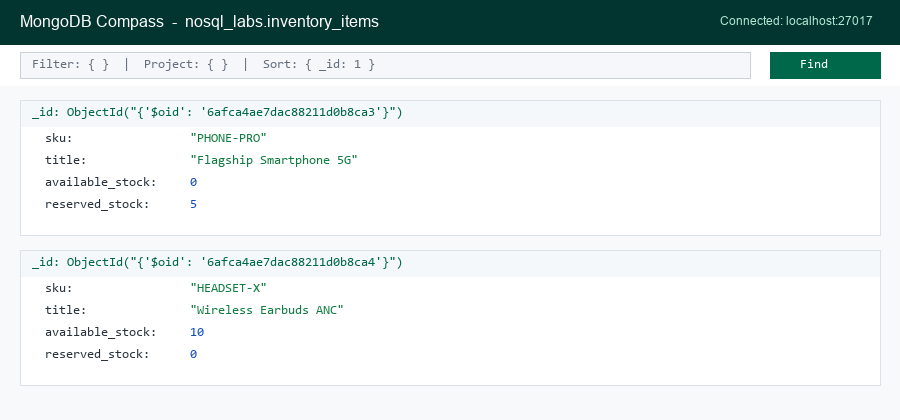 MongoDB Compass - nosql_labs.inventory_items
Connected: localhost:27017
Filter: { } | Project: { } | Sort: { _id: 1 }
Find
_id: ObjectId("{'$oid': '6afca4ae7dac88211d0b8ca3'}")
sku: "PHONE-PRO"
title: "Flagship Smartphone 5G"
available_stock: 0
reserved_stock: 5
_id: ObjectId("{'$oid': '6afca4ae7dac88211d0b8ca4'}")
sku: "HEADSET-X"
title: "Wireless Earbuds ANC"
available_stock: 10
reserved_stock: 0